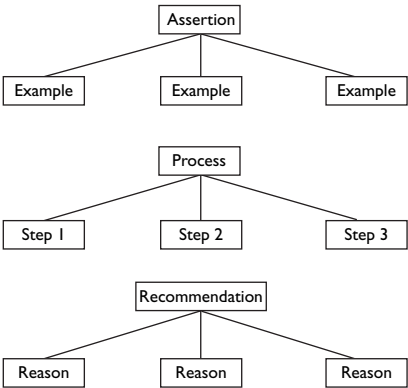 Assertion
Example Example Example
Process
Step 1 Step 2 Step 3
Recommendation
Reason Reason Reason